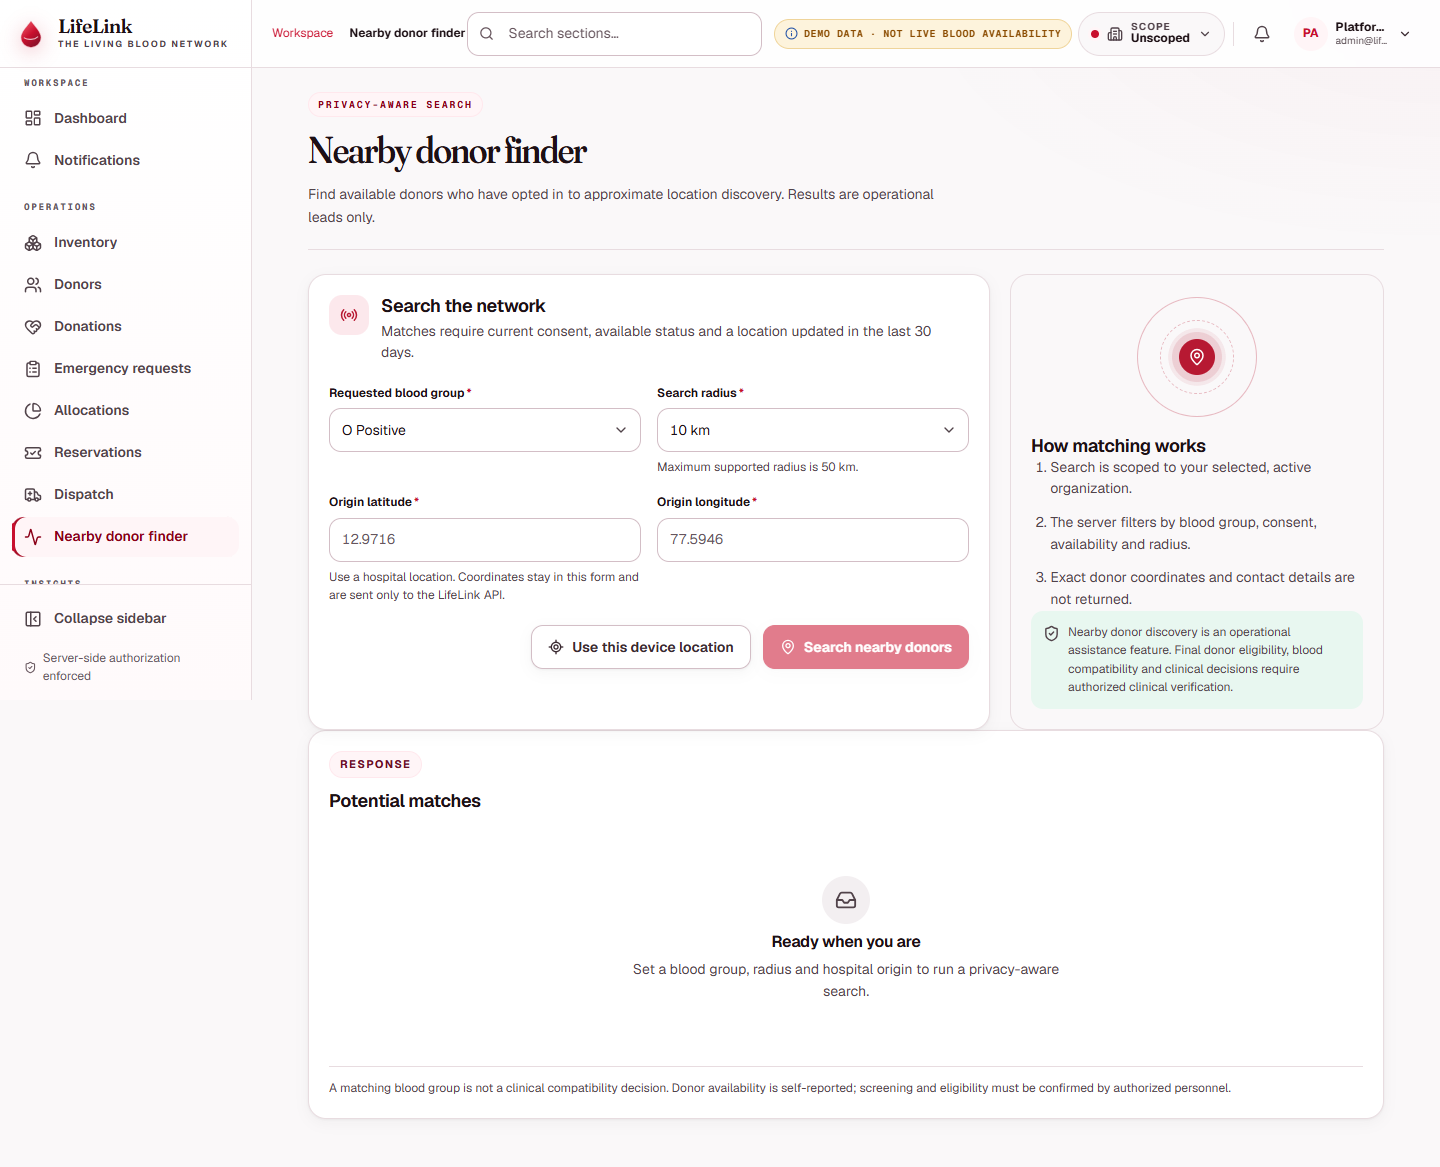 LifeLink
THE LIVING BLOOD NETWORK
Workspace
Nearby donor finder
Search sections...
DEMO DATA · NOT LIVE BLOOD AVAILABILITY
SCOPE
Unscoped
PA
Platfor...
admin@lif...
WORKSPACE
Dashboard
Notifications
OPERATIONS
Inventory
Donors
Donations
Emergency requests
Allocations
Reservations
Dispatch
Nearby donor finder
INSIGHTS
Collapse sidebar
Server-side authorization
enforced
PRIVACY-AWARE SEARCH
Nearby donor finder
Find available donors who have opted in to approximate location discovery. Results are operational
leads only.
Search the network
Matches require current consent, available status and a location updated in the last 30
days.
Requested blood group *
O Positive
Search radius *
10 km
Maximum supported radius is 50 km.
Origin latitude *
12.9716
Use a hospital location. Coordinates stay in this form and
are sent only to the LifeLink API.
Origin longitude *
77.5946
Use this device location
Search nearby donors
How matching works
1. Search is scoped to your selected, active
organization.
2. The server filters by blood group, consent,
availability and radius.
3. Exact donor coordinates and contact details are
not returned.
Nearby donor discovery is an operational
assistance feature. Final donor eligibility, blood
compatibility and clinical decisions require
authorized clinical verification.
RESPONSE
Potential matches
Ready when you are
Set a blood group, radius and hospital origin to run a privacy-aware
search.
A matching blood group is not a clinical compatibility decision. Donor availability is self-reported; screening and eligibility must be confirmed by authorized personnel.